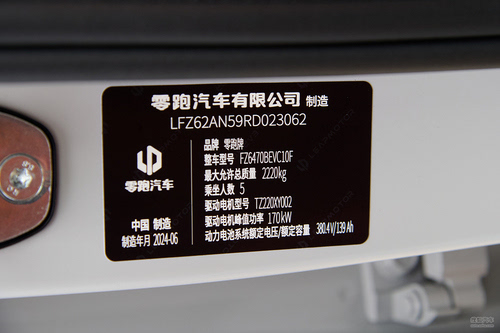 零跑汽车有限公司 制造
LFZ62AN59RD023062
品牌 零跑牌
整车型号 FZ6470BEVC10F
最大允许总质量 2220kg
乘坐人数 5
驱动电机型号 TZ220XY002
驱动电机峰值功率 170kW
动力电池系统额定电压/额定容量 380.4V/139Ah
零跑汽车
中国 制造
制造年月 2024-06